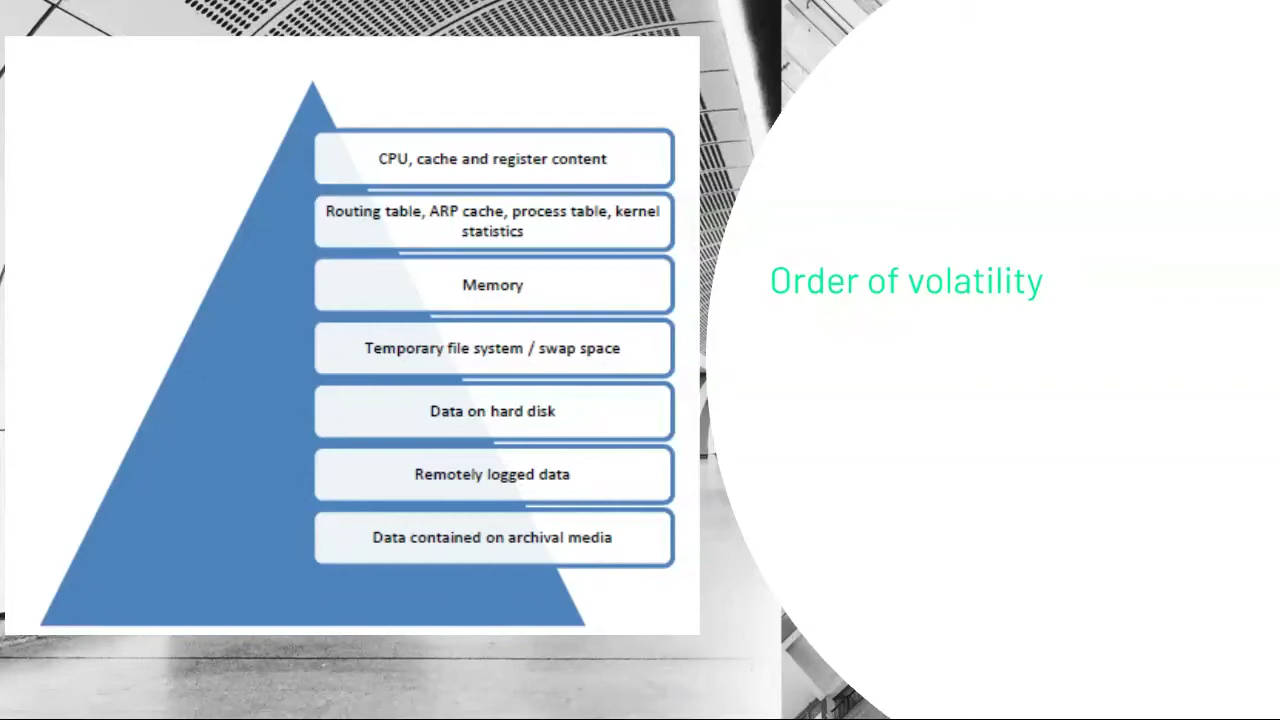 CPU, cache and register content
Routing table, ARP cache, process table, kernel
statistics
Memory
Temporary file system / swap space
Data on hard disk
Remotely logged data
Data contained on archival media
Order of volatility